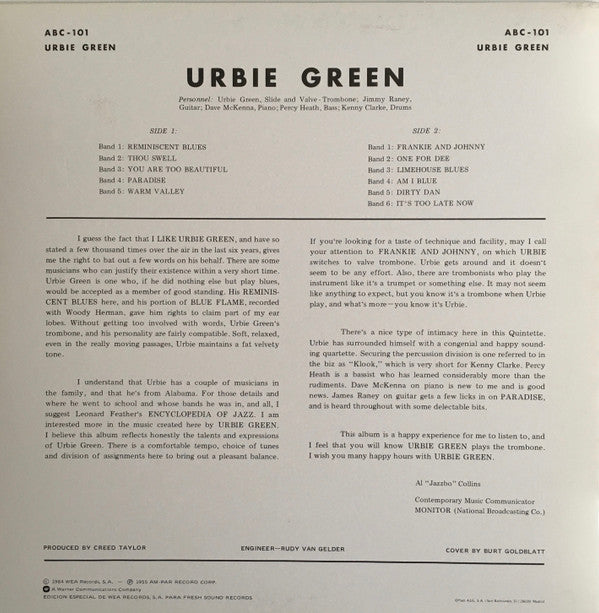 ABC-101
URBIE GREEN
ABC-101
URBIE GREEN
URBIE GREEN
Personnel: Urbie Green, Slide and Valve-Trombone; Jimmy Raney,
Guitar; Dave McKenna, Piano; Percy Heath, Bass; Kenny Clarke, Drums
SIDE 1:
Band 1: REMINISCENT BLUES
Band 2: THOU SWELL
Band 3: YOU ARE TOO BEAUTIFUL
Band 4: PARADISE
Band 5: WARM VALLEY
SIDE 2:
Band 1: FRANKIE AND JOHNNY
Band 2: ONE FOR DEE
Band 3: LIMEHOUSE BLUES
Band 4: AM I BLUE
Band 5: DIRTY DAN
Band 6: IT'S TOO LATE NOW
I guess the fact that I LIKE URBIE GREEN, and have so
stated a few thousand times over the air in the last six years, gives
me the right to bat out a few words on his behalf. There are some
musicians who can justify their existence within a very short time.
Urbie Green is one who, if he did nothing else but play blues,
would be accepted as a member of good standing. His REMINIS-
CENT BLUES here, and his portion of BLUE FLAME, recorded
with Woody Herman, gave him rights to claim part of my ear
lobes. Without getting too involved with words, Urbie Green's
trombone, and his personality are fairly compatible. Soft, relaxed,
even in the really moving passages, Urbie maintains a fat velvety
tone.
I understand that Urbie has a couple of musicians in
the family, and that he's from Alabama. For those details and
where he went to school and whose bands he was in, and all, I
suggest Leonard Feather's ENCYCLOPEDIA OF JAZZ. I am
interested more in the music created here by URBIE GREEN.
I believe this album reflects honestly the talents and expressions
of Urbie Green. There is a comfortable tempo, choice of tunes
and division of assignments here to bring out a pleasant balance.
If you're looking for a taste of technique and facility, may I call
your attention to FRANKIE AND JOHNNY, on which URBIE
switches to valve trombone. Urbie gets around and it doesn't
seem to be any effort. Also, there are trombonists who play the
instrument like it's a trumpet or something else. It may not seem
like anything to expect, but you know it's a trombone when Urbie
play, and what's more—you know it's Urbie.
There's a nice type of intimacy here in this Quintette.
Urbie has surrounded himself with a congenial and happy sound-
ing quartette. Securing the percussion division is one referred to in
the biz as "Klook," which is very short for Kenny Clarke. Percy
Heath is a bassist who has learned considerably more than the
rudiments. Dave McKenna on piano is new to me and is good
news. James Raney on guitar gets a few licks in on PARADISE,
and is heard throughout with some delectable bits.
This album is a happy experience for me to listen to, and
I feel that you will know URBIE GREEN plays the trombone.
I wish you many happy hours with URBIE GREEN.
Al "Jazzbo" Collins
Contemporary Music Communicator
MONITOR (National Broadcasting Co.)
PRODUCED BY CREED TAYLOR
ENGINEER—RUDY VAN GELDER
COVER BY BURT GOLDBLATT
© 1984 WEA Records, S.A. - ℗ 1955 AM-PAR RECORD CORP.
A Warner Communications Company
EDICION ESPECIAL DE WEA RECORDS, S.A. PARA FRESH SOUND RECORDS